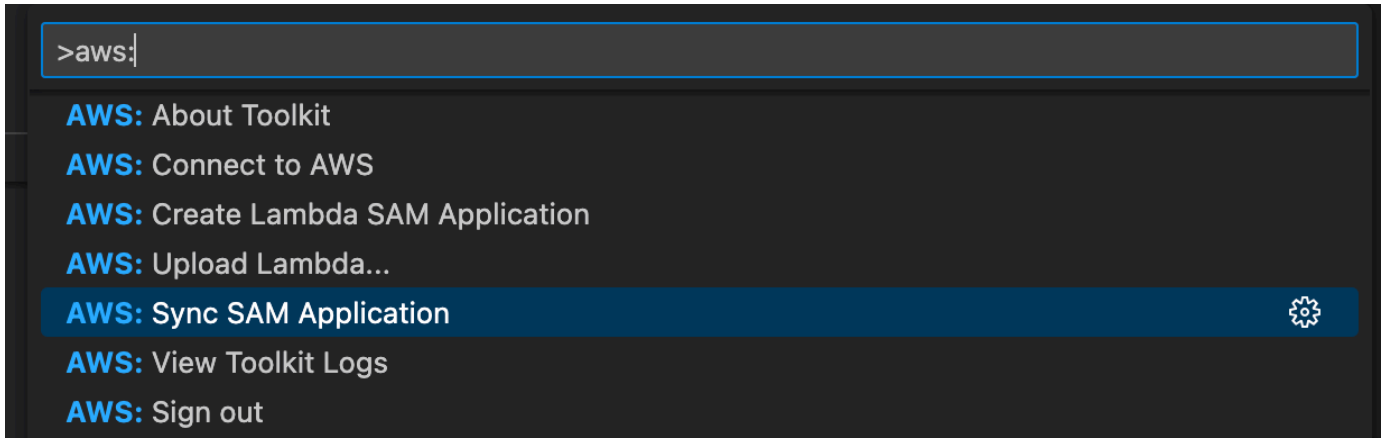 >aws:
AWS: About Toolkit
AWS: Connect to AWS
AWS: Create Lambda SAM Application
AWS: Upload Lambda...
AWS: Sync SAM Application
AWS: View Toolkit Logs
AWS: Sign out